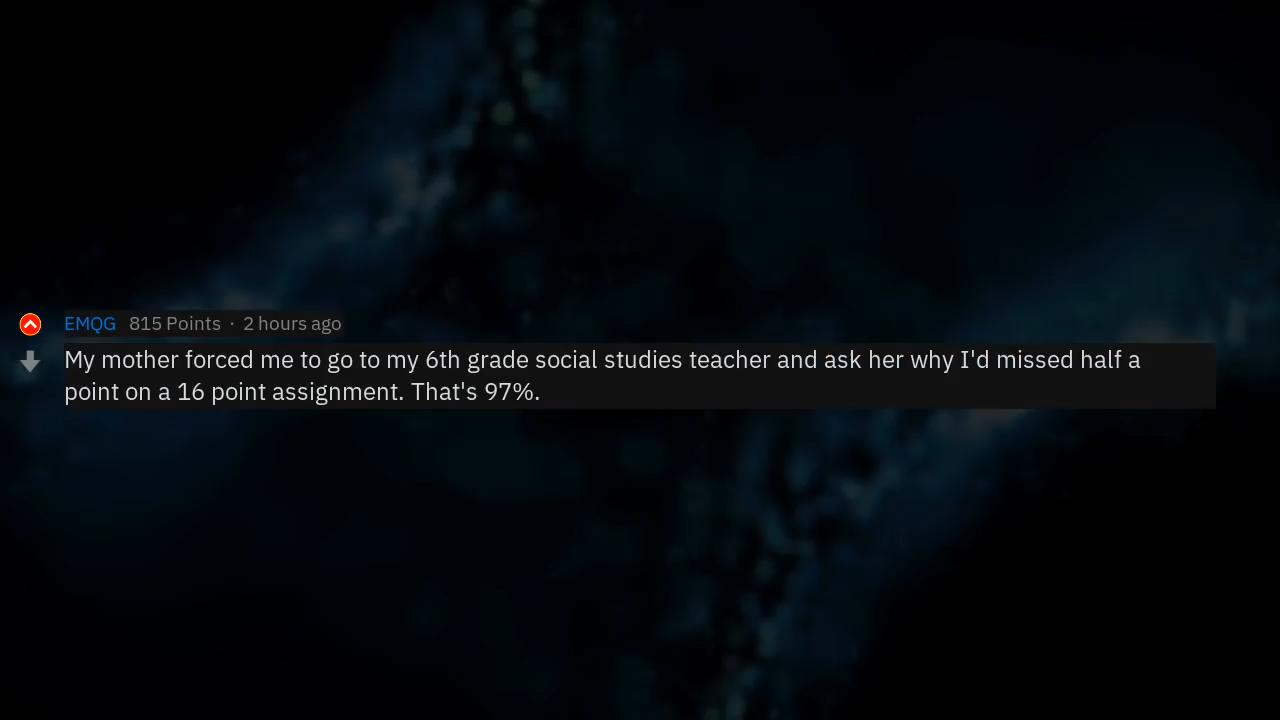 EMQG 815 Points · 2 hours ago
My mother forced me to go to my 6th grade social studies teacher and ask her why I'd missed half a
point on a 16 point assignment. That's 97%.